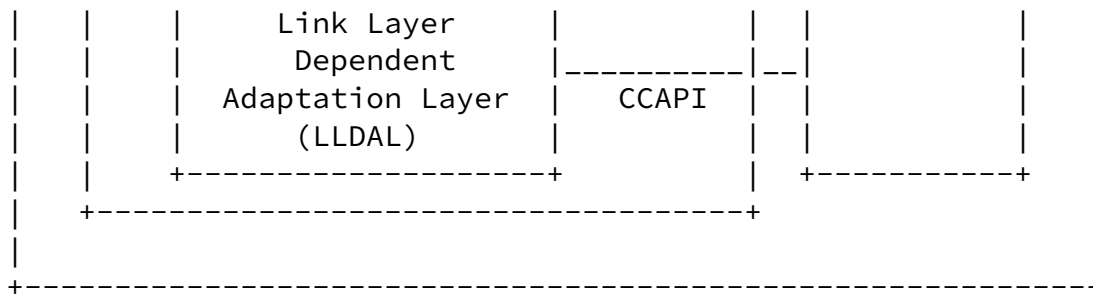 Link Layer
Dependent
Adaptation Layer CCAPI
(LLDAL)